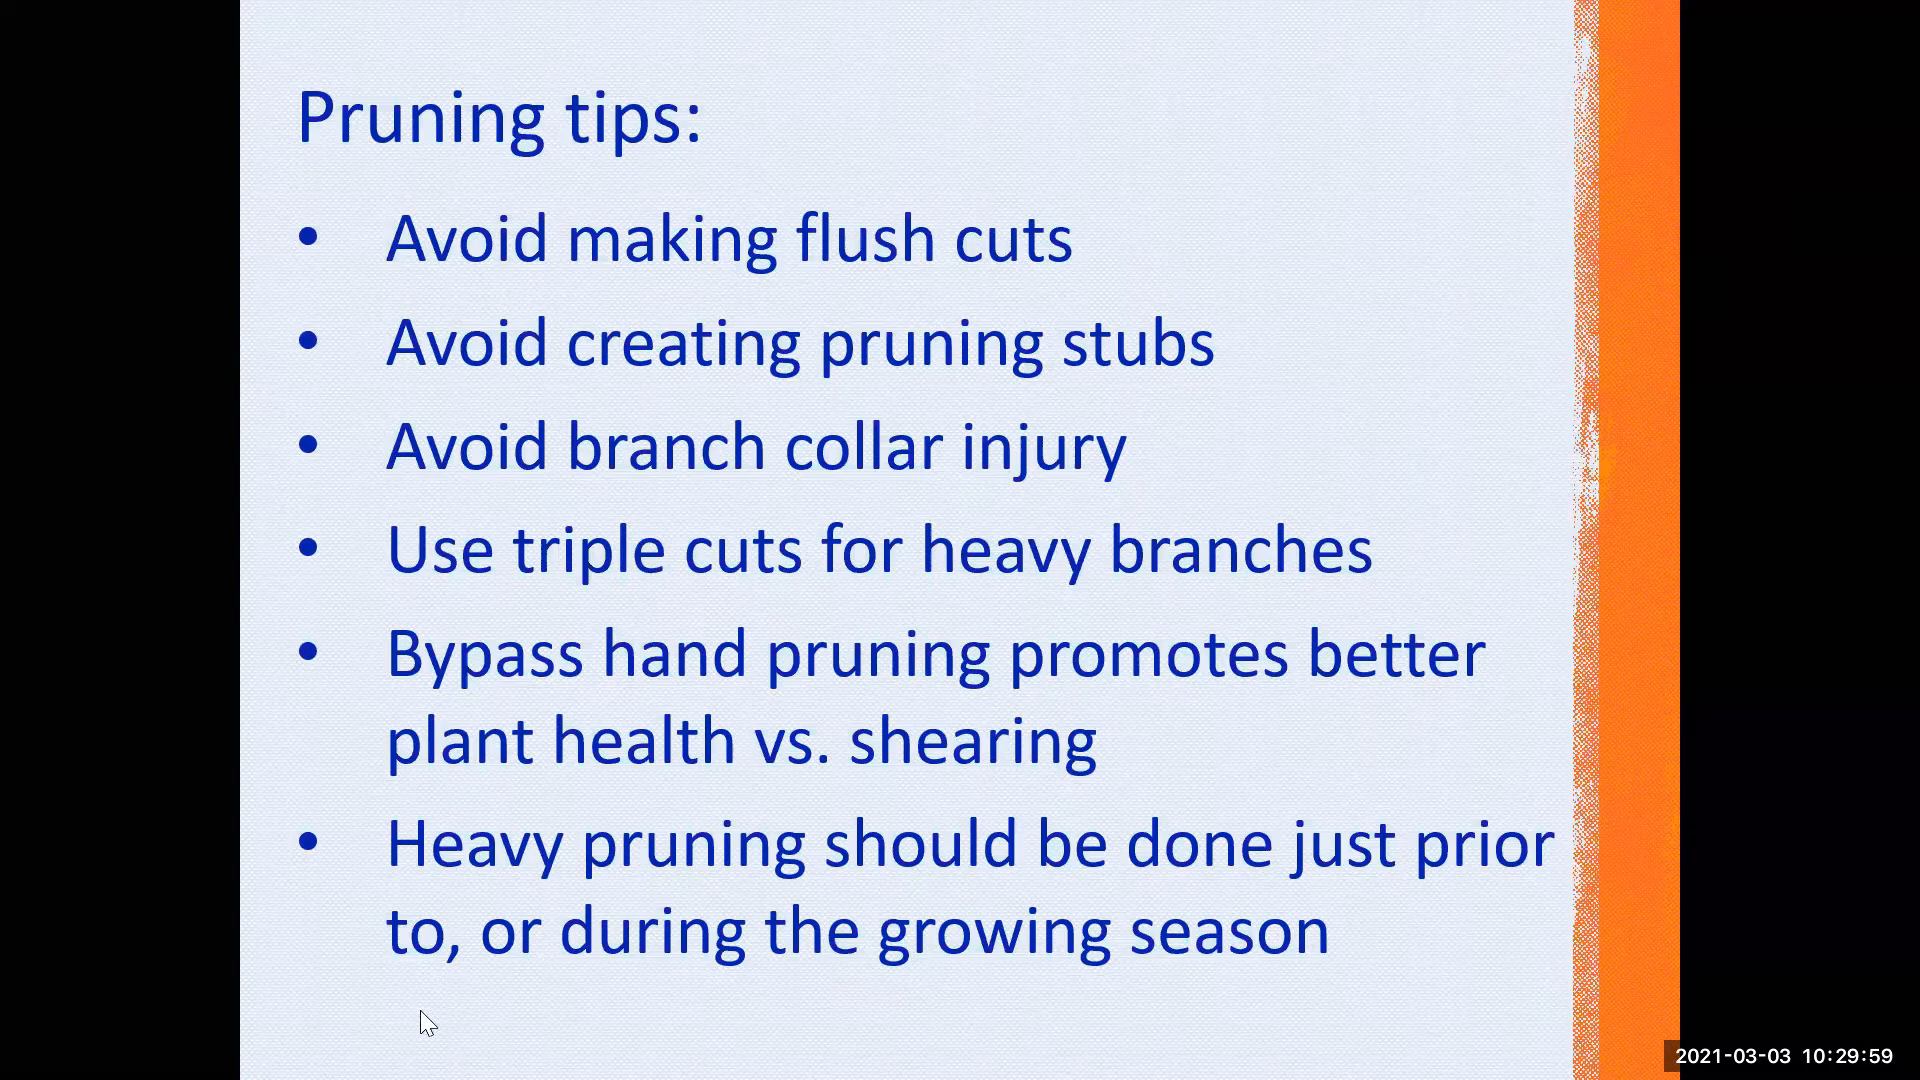 Pruning tips:
• Avoid making flush cuts
• Avoid creating pruning stubs
• Avoid branch collar injury
• Use triple cuts for heavy branches
• Bypass hand pruning promotes better
plant health vs. shearing
• Heavy pruning should be done just prior
to, or during the growing season
2021-03-03 10:29:59